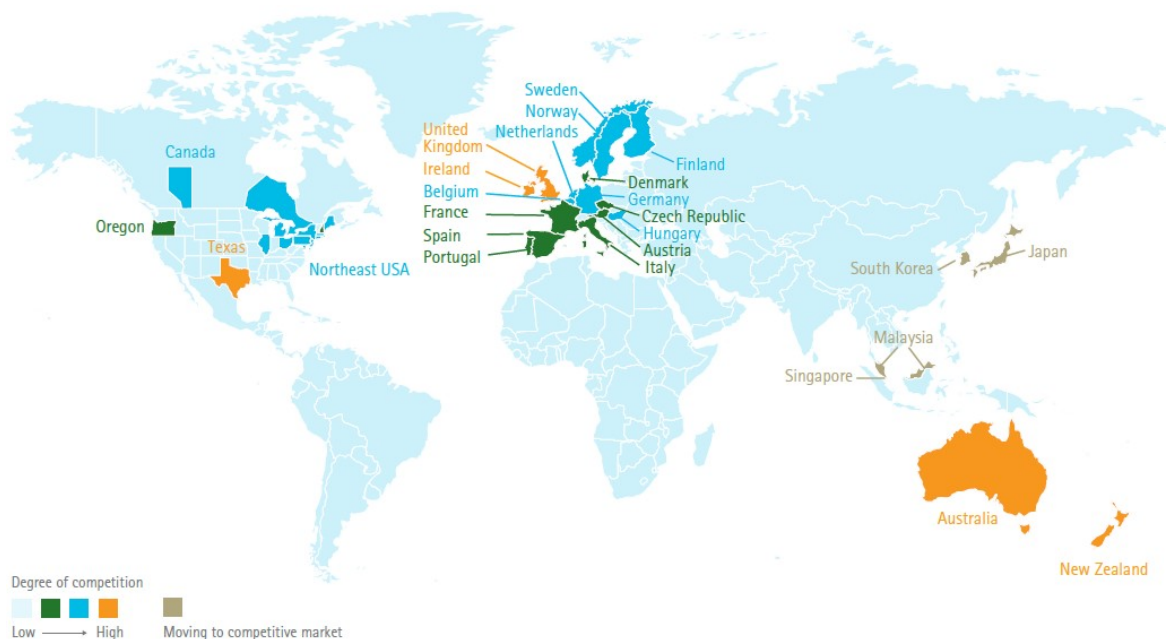 Sweden
Norway
Netherlands
United
Kingdom
Ireland
Belgium
France
Spain
Portugal
Finland
Denmark
Germany
Czech Republic
Hungary
Austria
Italy
Canada
Oregon
Texas
Northeast USA
South Korea
Japan
Malaysia
Singapore
Australia
New Zealand
Degree of competition
Low
High
Moving to competitive market